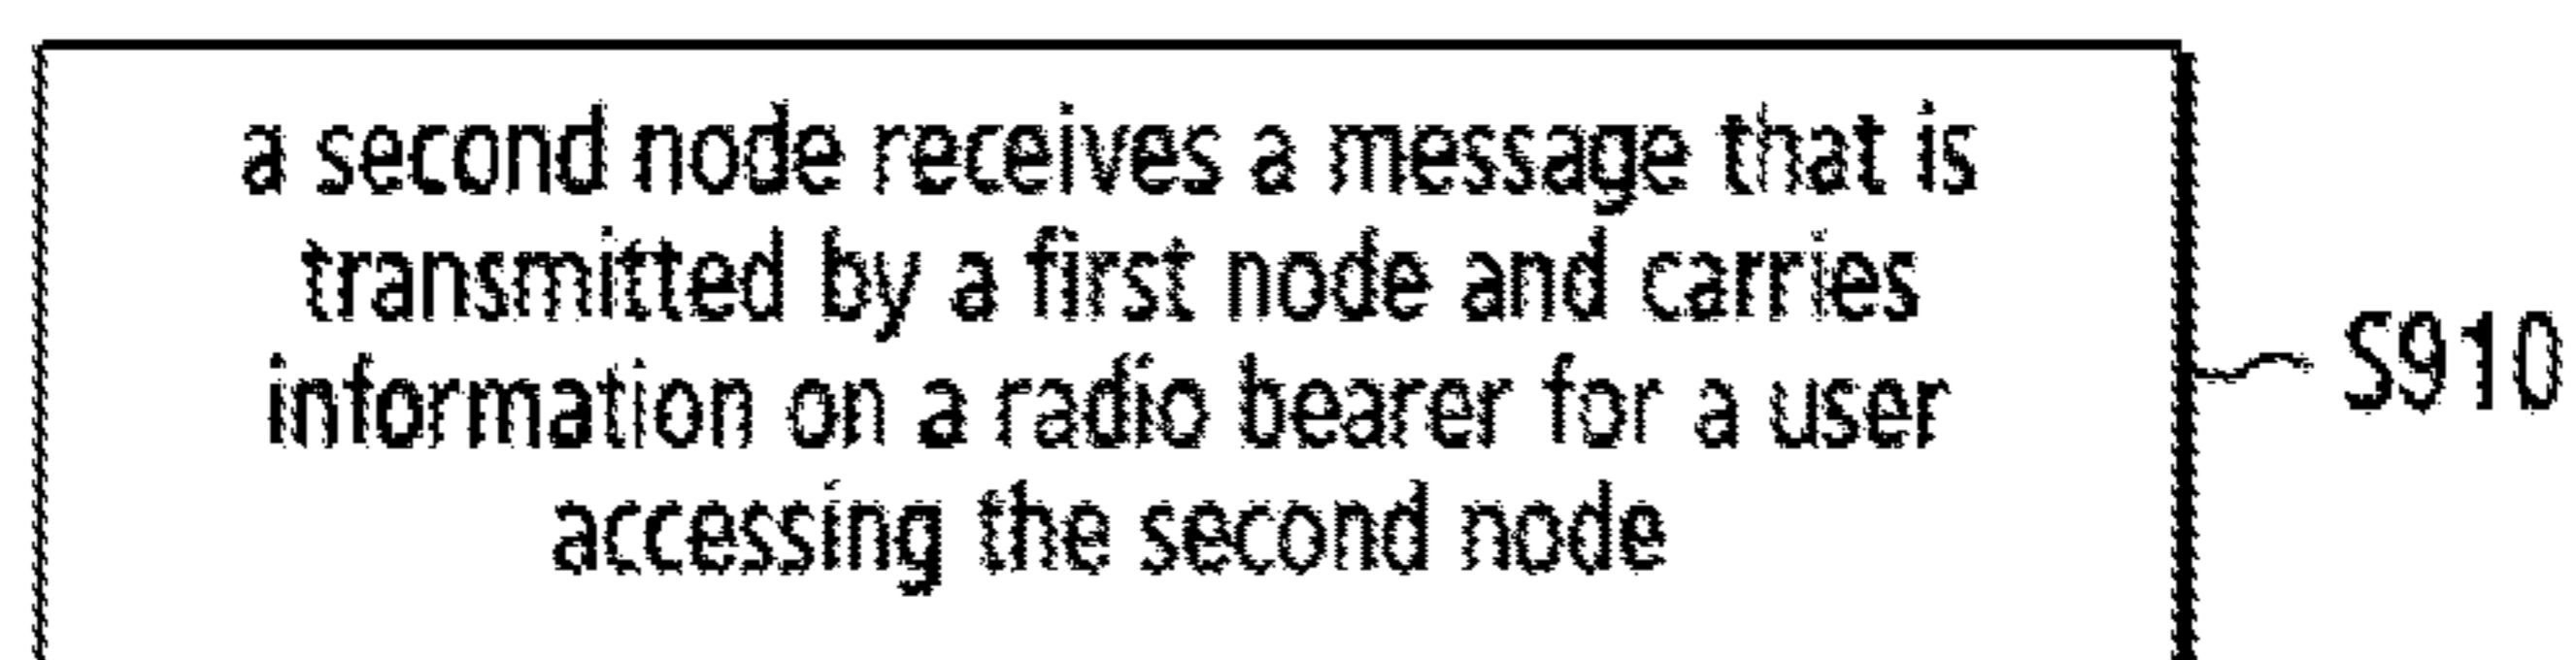 a second node receives a message that is
transmitted by a first node and carries
information on a radio bearer for a user
accessing the second node
S910